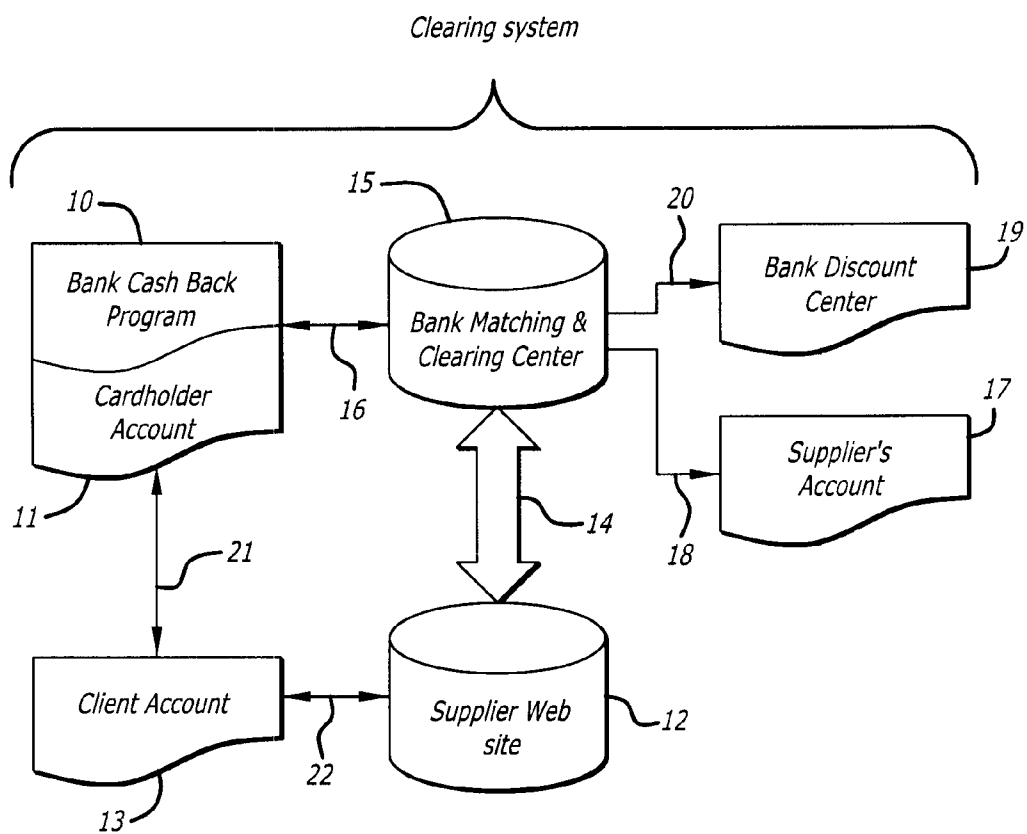 Clearing system
10
Bank Cash Back
Program
Cardholder
Account
11
15
Bank Matching &
Clearing Center
16
20
Bank Discount
Center
19
17
Supplier's
Account
18
14
21
Client Account
13
22
Supplier Web
site
12